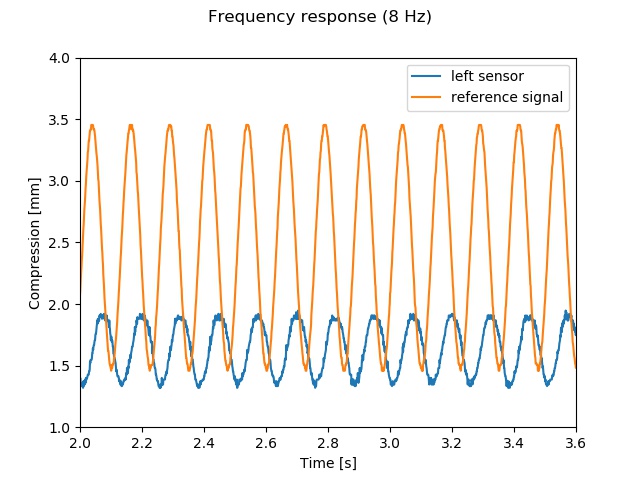 Frequency response (8 Hz)
left sensor
reference signal
4.0
3.5
3.0
2.5
2.0
1.5
1.0
Compression [mm]
2.0 2.2 2.4 2.6 2.8 3.0 3.2 3.4 3.6
Time [s]